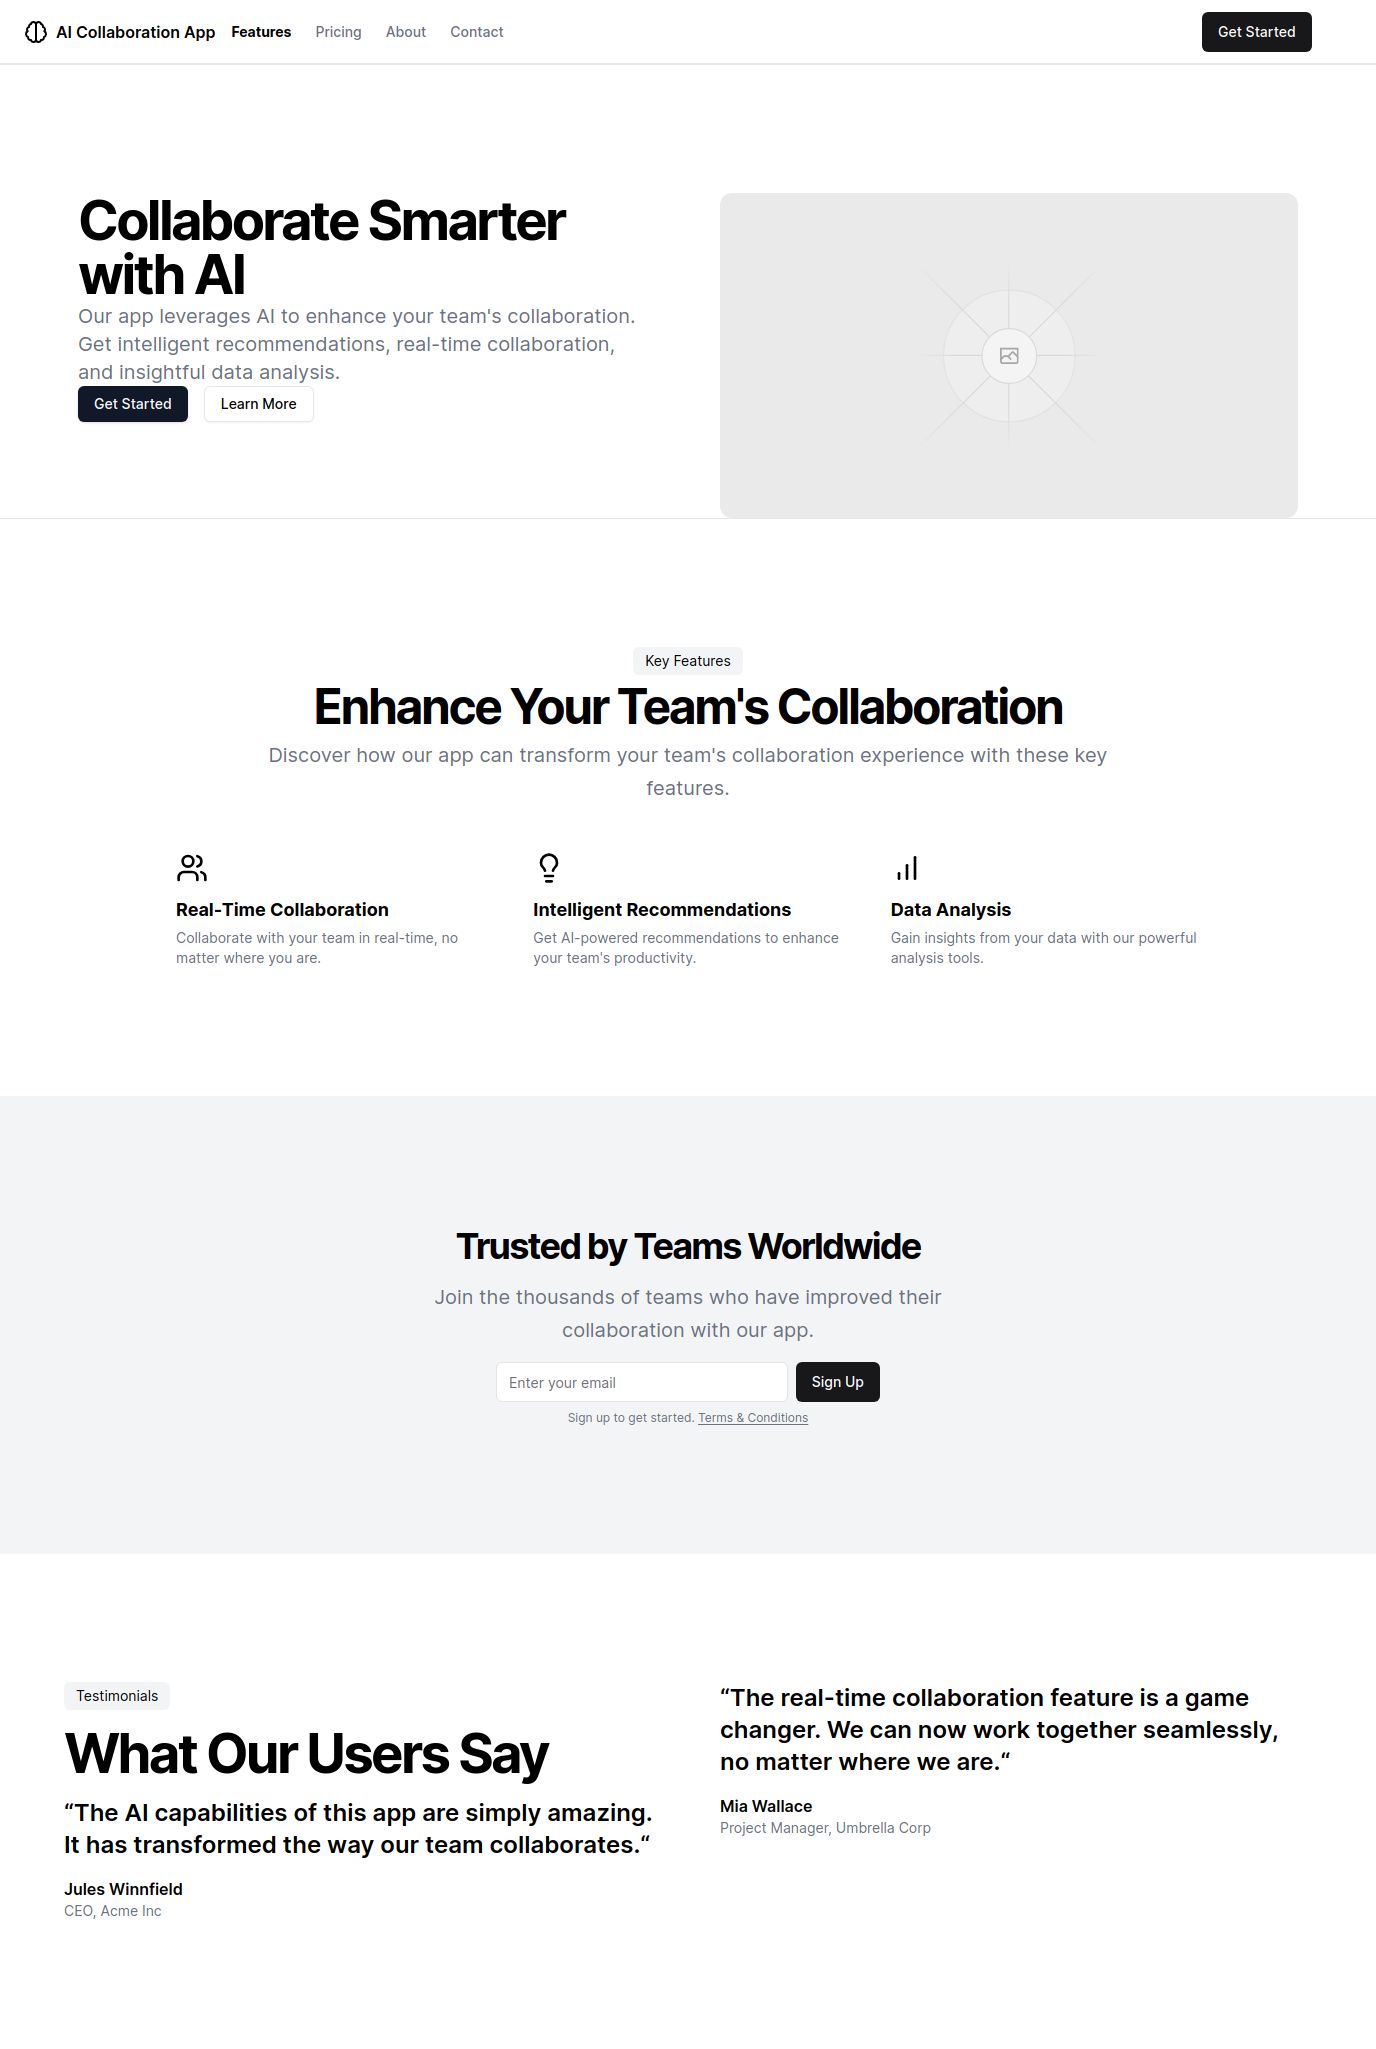 AI Collaboration App Features Pricing About Contact Get Started
Collaborate Smarter
with AI
Our app leverages AI to enhance your team's collaboration.
Get intelligent recommendations, real-time collaboration,
and insightful data analysis.
Get Started Learn More
Key Features
Enhance Your Team's Collaboration
Discover how our app can transform your team's collaboration experience with these key
features.
Real-Time Collaboration
Collaborate with your team in real-time, no
matter where you are.
Intelligent Recommendations
Get AI-powered recommendations to enhance
your team's productivity.
Data Analysis
Gain insights from your data with our powerful
analysis tools.
Trusted by Teams Worldwide
Join the thousands of teams who have improved their
collaboration with our app.
Enter your email Sign Up
Sign up to get started. Terms & Conditions
Testimonials
What Our Users Say
“The AI capabilities of this app are simply amazing.
It has transformed the way our team collaborates.“
Jules Winnfield
CEO, Acme Inc
“The real-time collaboration feature is a game
changer. We can now work together seamlessly,
no matter where we are.“
Mia Wallace
Project Manager, Umbrella Corp